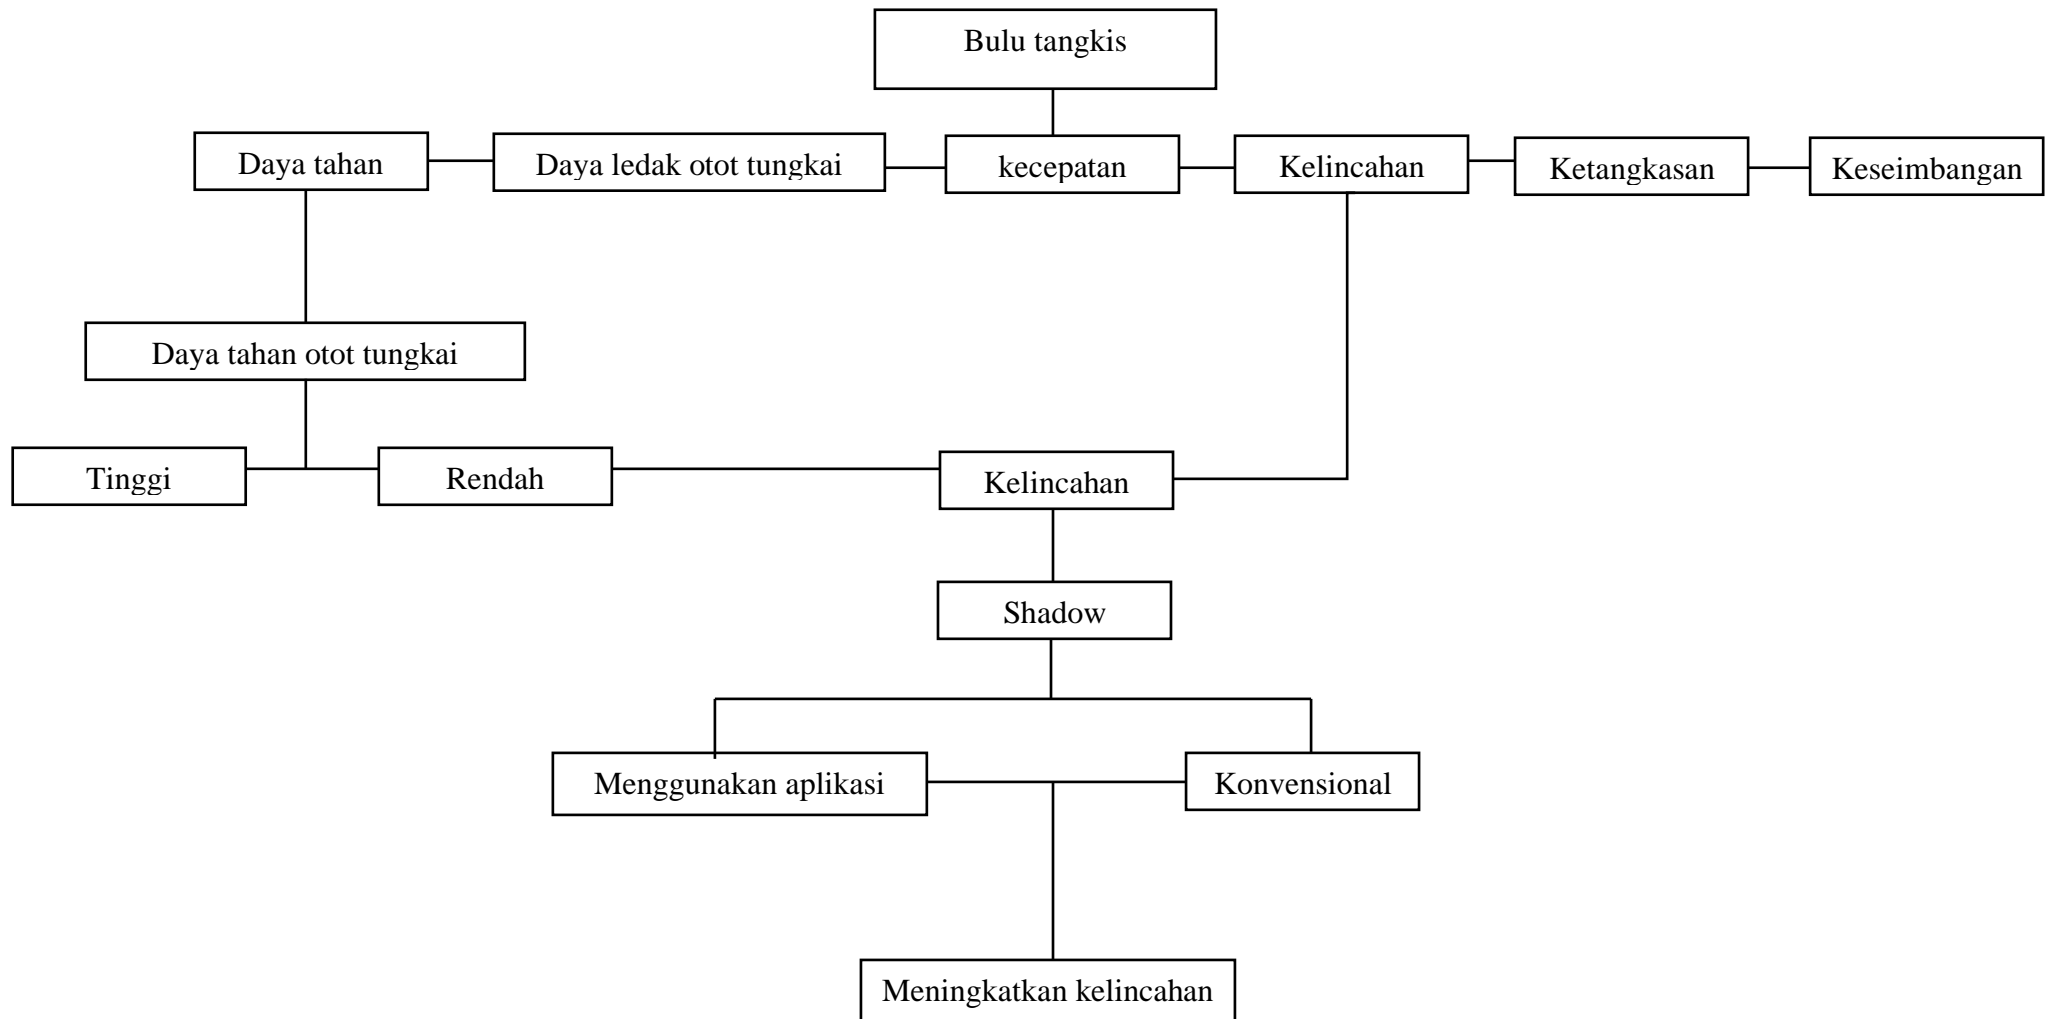 Bulu tangkis
Daya tahan
Daya ledak otot tungkai
kecepatan
Kelincahan
Ketangkasan
Keseimbangan
Daya tahan otot tungkai
Tinggi
Rendah
Kelincahan
Shadow
Menggunakan aplikasi
Konvensional
Meningkatkan kelincahan